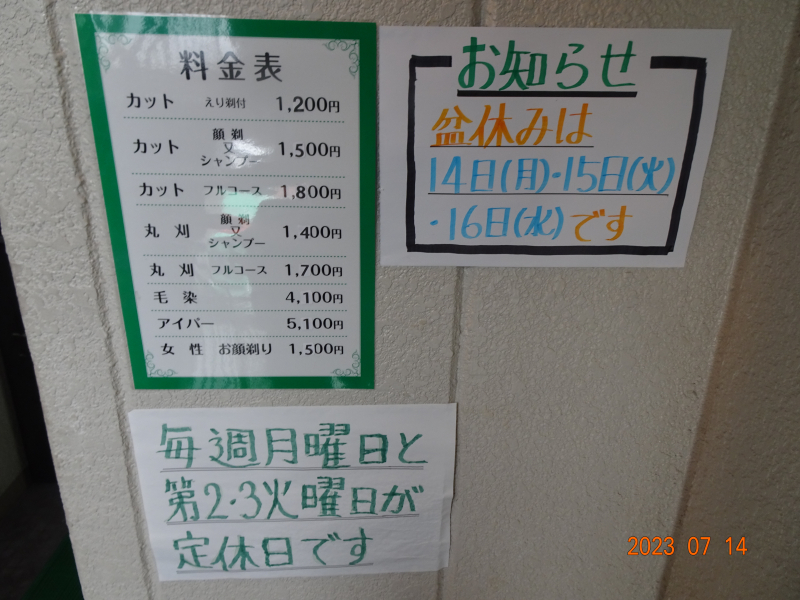 料金表
カット えり剃付 1,200円
カット 顔剃又シャンプー 1,500円
カット フルコース 1,800円
丸刈 顔剃又シャンプー 1,400円
丸刈 フルコース 1,700円
毛染 4,100円
アイパー 5,100円
女性 お顔剃り 1,500円
お知らせ
盆休みは
14日(月)・15日(火)
・16日(水)です
毎週月曜日と
第2・3火曜日が
定休日です
2023 07 14